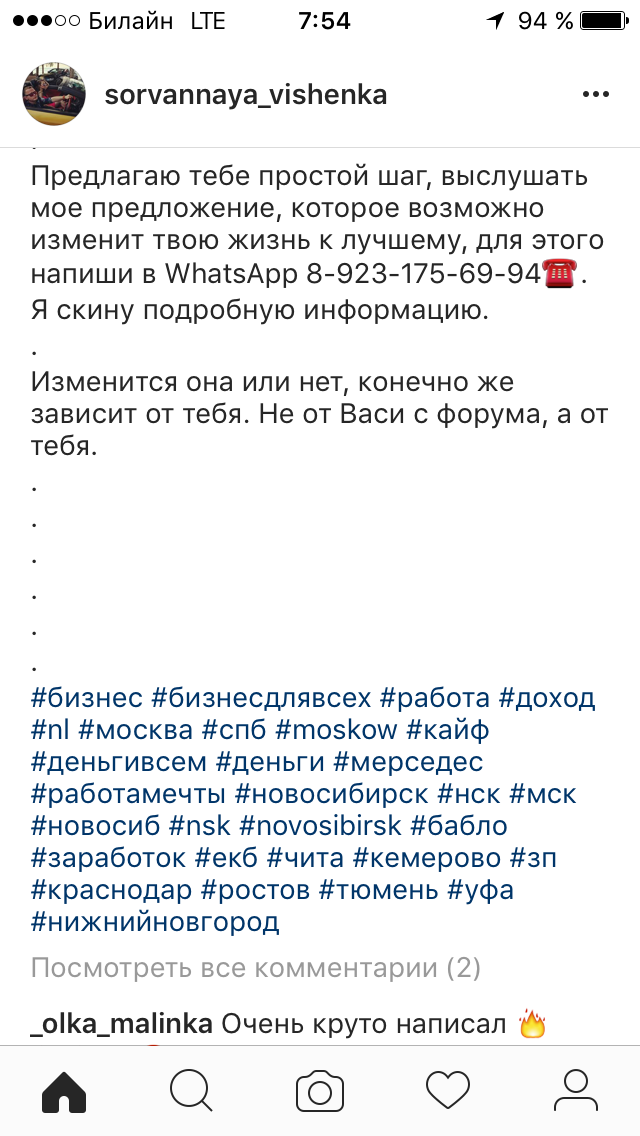 Билайн LTE 7:54 94 %
sorvannaya_vishenka
Предлагаю тебе простой шаг, выслушать
мое предложение, которое возможно
изменит твою жизнь к лучшему, для этого
напиши в WhatsApp 8-923-175-69-94☎️.
Я скину подробную информацию.
.
Изменится она или нет, конечно же
зависит от тебя. Не от Васи с форума, а от
тебя.
.
.
.
.
.
.
#бизнес #бизнесдлявсех #работа #доход
#nl #москва #спб #moskow #кайф
#деньгивсем #деньги #мерседес
#работамечты #новосибирск #нск #мск
#новосиб #nsk #novosibirsk #бабло
#заработок #екб #чита #кемерово #зп
#краснодар #ростов #тюмень #уфа
#нижнийновгород
Посмотреть все комментарии (2)
_olka_malinka Очень круто написал 🔥